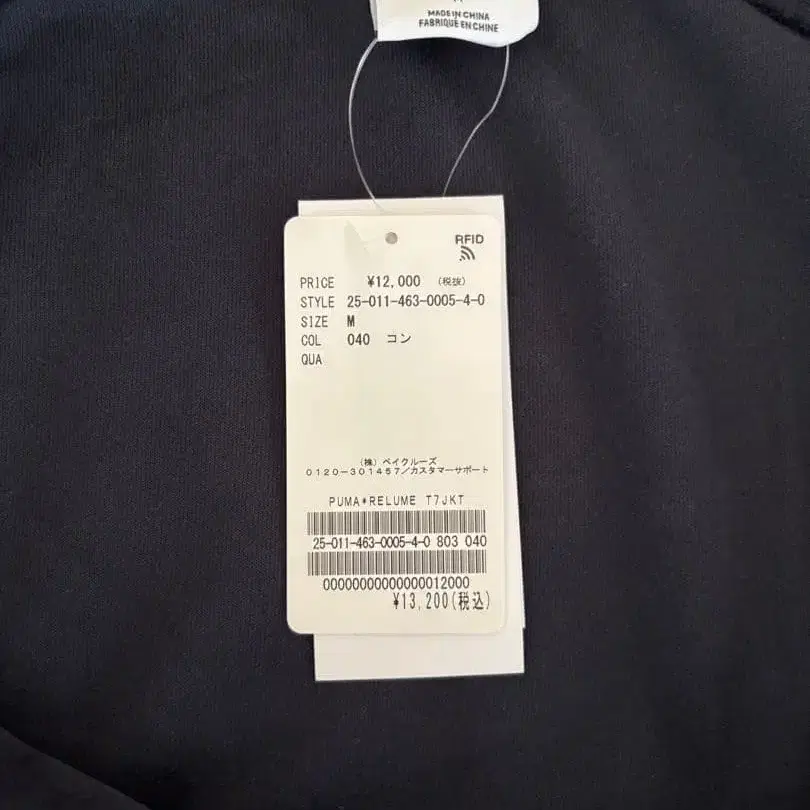 MADE IN CHINA
FABRIQUÉ EN CHINE
RFID
PRICE ¥12,000 (税抜)
STYLE 25-011-463-0005-4-0
SIZE M
COL 040 コン
QUA
(株) ベイクルーズ
0120-301457/カスタマーサポート
PUMA*RELUME T7JKT
25-011-463-0005-4-0 803 040
00000000000000012000
¥13,200(税込)